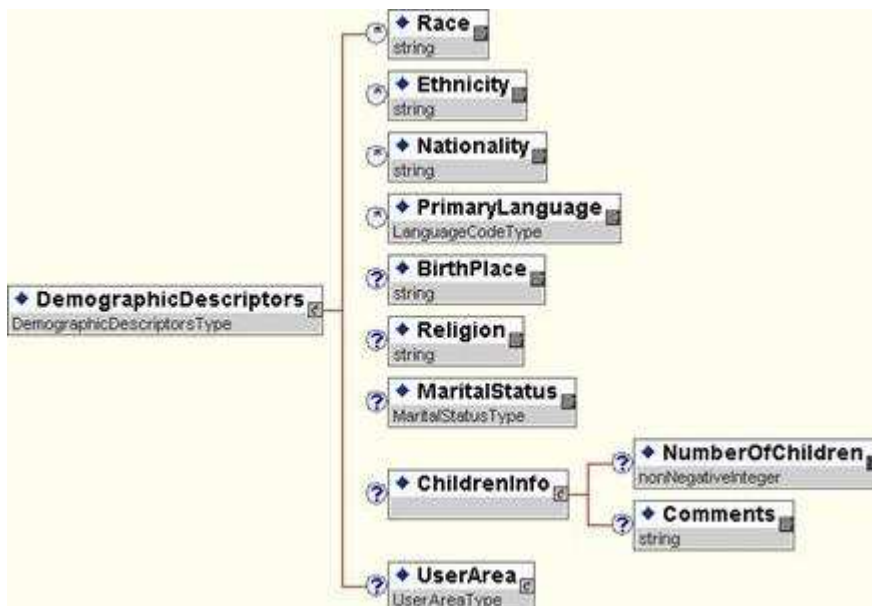 Race
string
Ethnicity
string
Nationality
string
PrimaryLanguage
LanguageCodeType
DemographicDescriptors
DemographicDescriptorsType
BirthPlace
string
Religion
string
MaritalStatus
MaritalStatusType
ChildrenInfo
NumberOfChildren
nonNegativeInteger
Comments
string
UserArea
UserAreaType